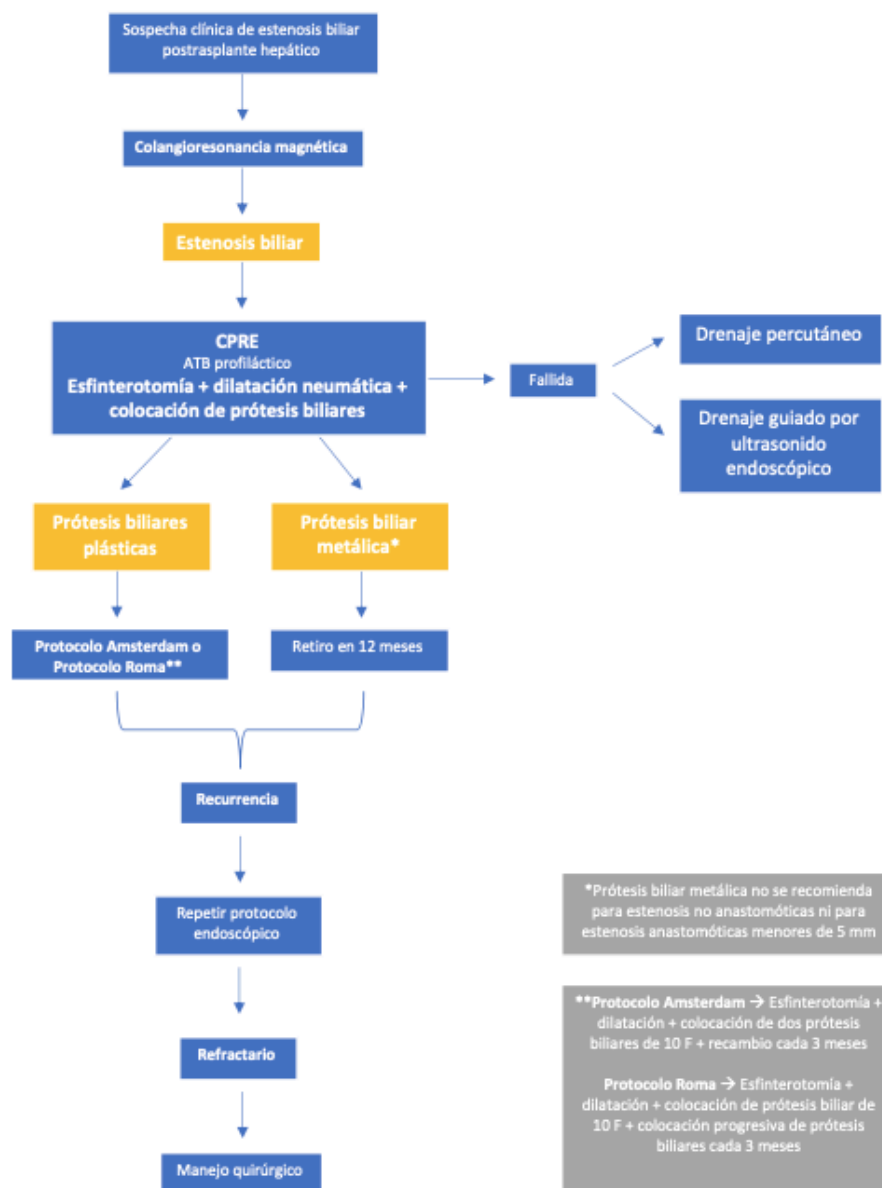 Sospecha clínica de estenosis biliar
postrasplante hepático
Colangioresonancia magnética
Estenosis biliar
CPRE
ATB profiláctico
Esfinterotomía + dilatación neumática +
colocación de prótesis biliares
Fallida
Drenaje percutáneo
Drenaje guiado por
ultrasonido
endoscópico
Prótesis biliares
plásticas
Prótesis biliar
metálica*
Protocolo Amsterdam o
Protocolo Roma**
Retiro en 12 meses
Recurrencia
Repetir protocolo
endoscópico
Refractario
Manejo quirúrgico
*Prótesis biliar metálica no se recomienda
para estenosis no anastomóticas ni para
estenosis anastomóticas menores de 5 mm
**Protocolo Amsterdam → Esfinterotomía +
dilatación + colocación de dos prótesis
biliares de 10 F + recambio cada 3 meses
Protocolo Roma → Esfinterotomía +
dilatación + colocación de prótesis biliar de
10 F + colocación progresiva de prótesis
biliares cada 3 meses